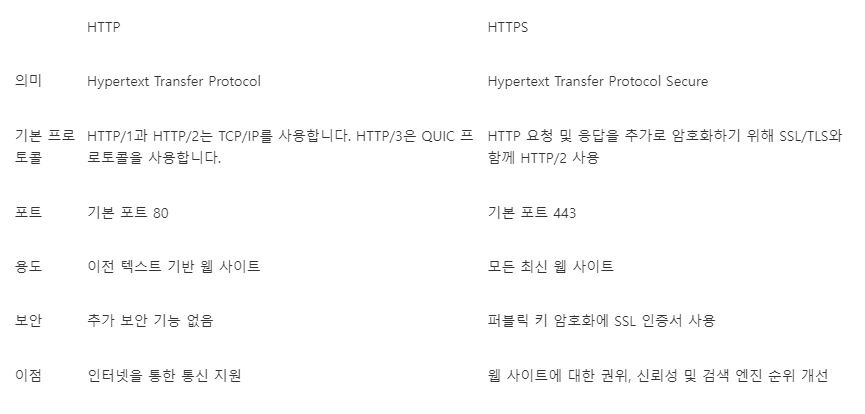 HTTP HTTPS
의미 Hypertext Transfer Protocol Hypertext Transfer Protocol Secure
기본 프로 HTTP/1과 HTTP/2는 TCP/IP를 사용합니다. HTTP/3은 QUIC 프 HTTP 요청 및 응답을 추가로 암호화하기 위해 SSL/TLS와
토콜 로토콜을 사용합니다. 함께 HTTP/2 사용
포트 기본 포트 80 기본 포트 443
용도 이전 텍스트 기반 웹 사이트 모든 최신 웹 사이트
보안 추가 보안 기능 없음 퍼블릭 키 암호화에 SSL 인증서 사용
이점 인터넷을 통한 통신 지원 웹 사이트에 대한 권위, 신뢰성 및 검색 엔진 순위 개선